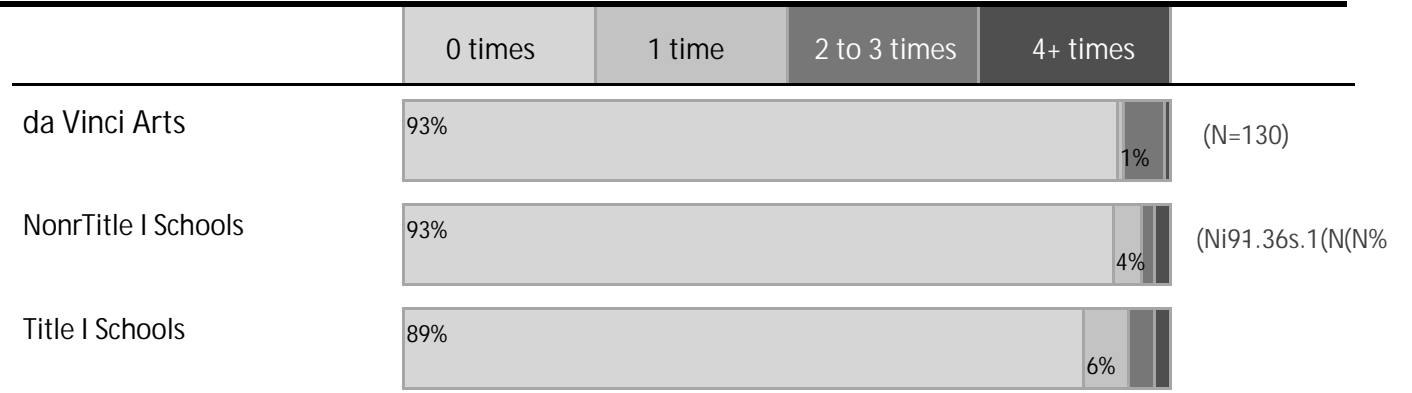 0 times 1 time 2 to 3 times 4+ times
da Vinci Arts 93% 1% (N=130)
NonrTitle I Schools 93% 4%
Title I Schools 89% 6%